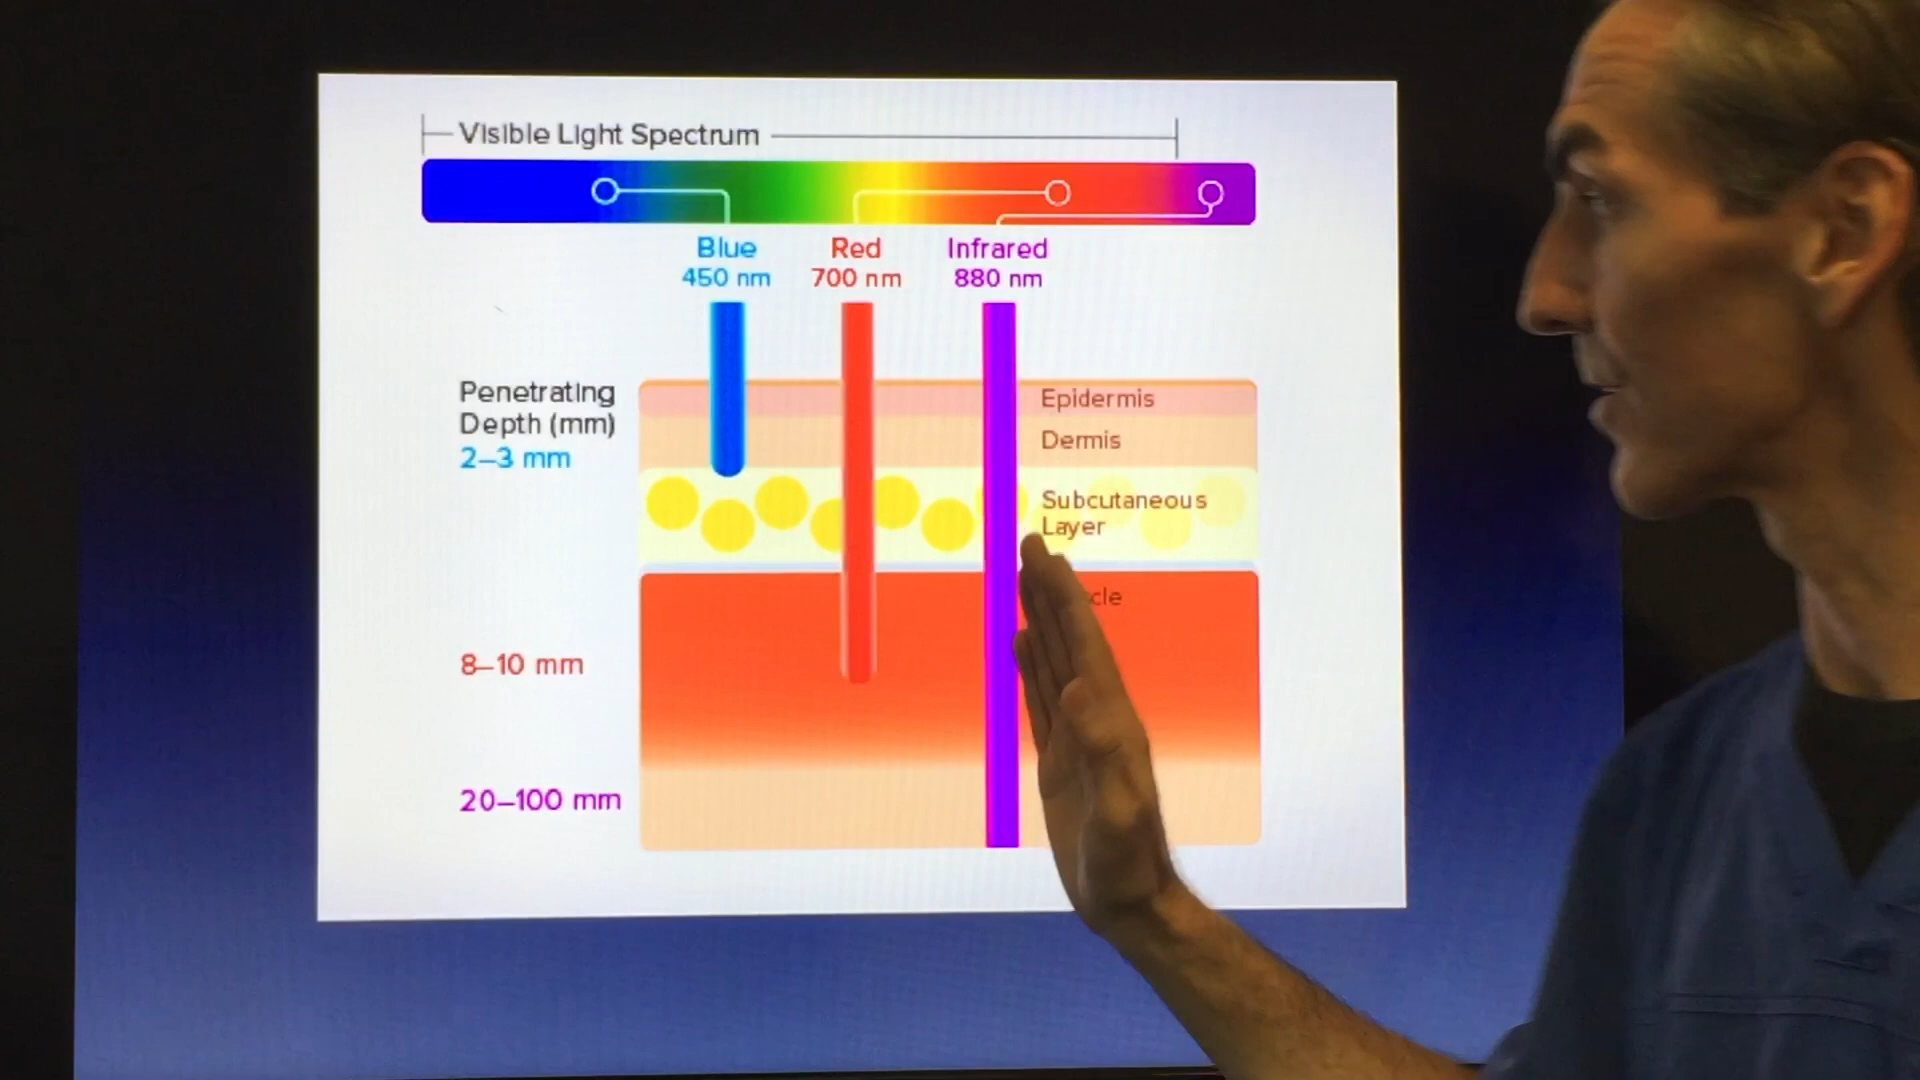 Visible Light Spectrum
Blue
450 nm
Red
700 nm
Infrared
880 nm
Penetrating
Depth (mm)
2–3 mm
8–10 mm
20–100 mm
Epidermis
Dermis
Subcutaneous
Layer